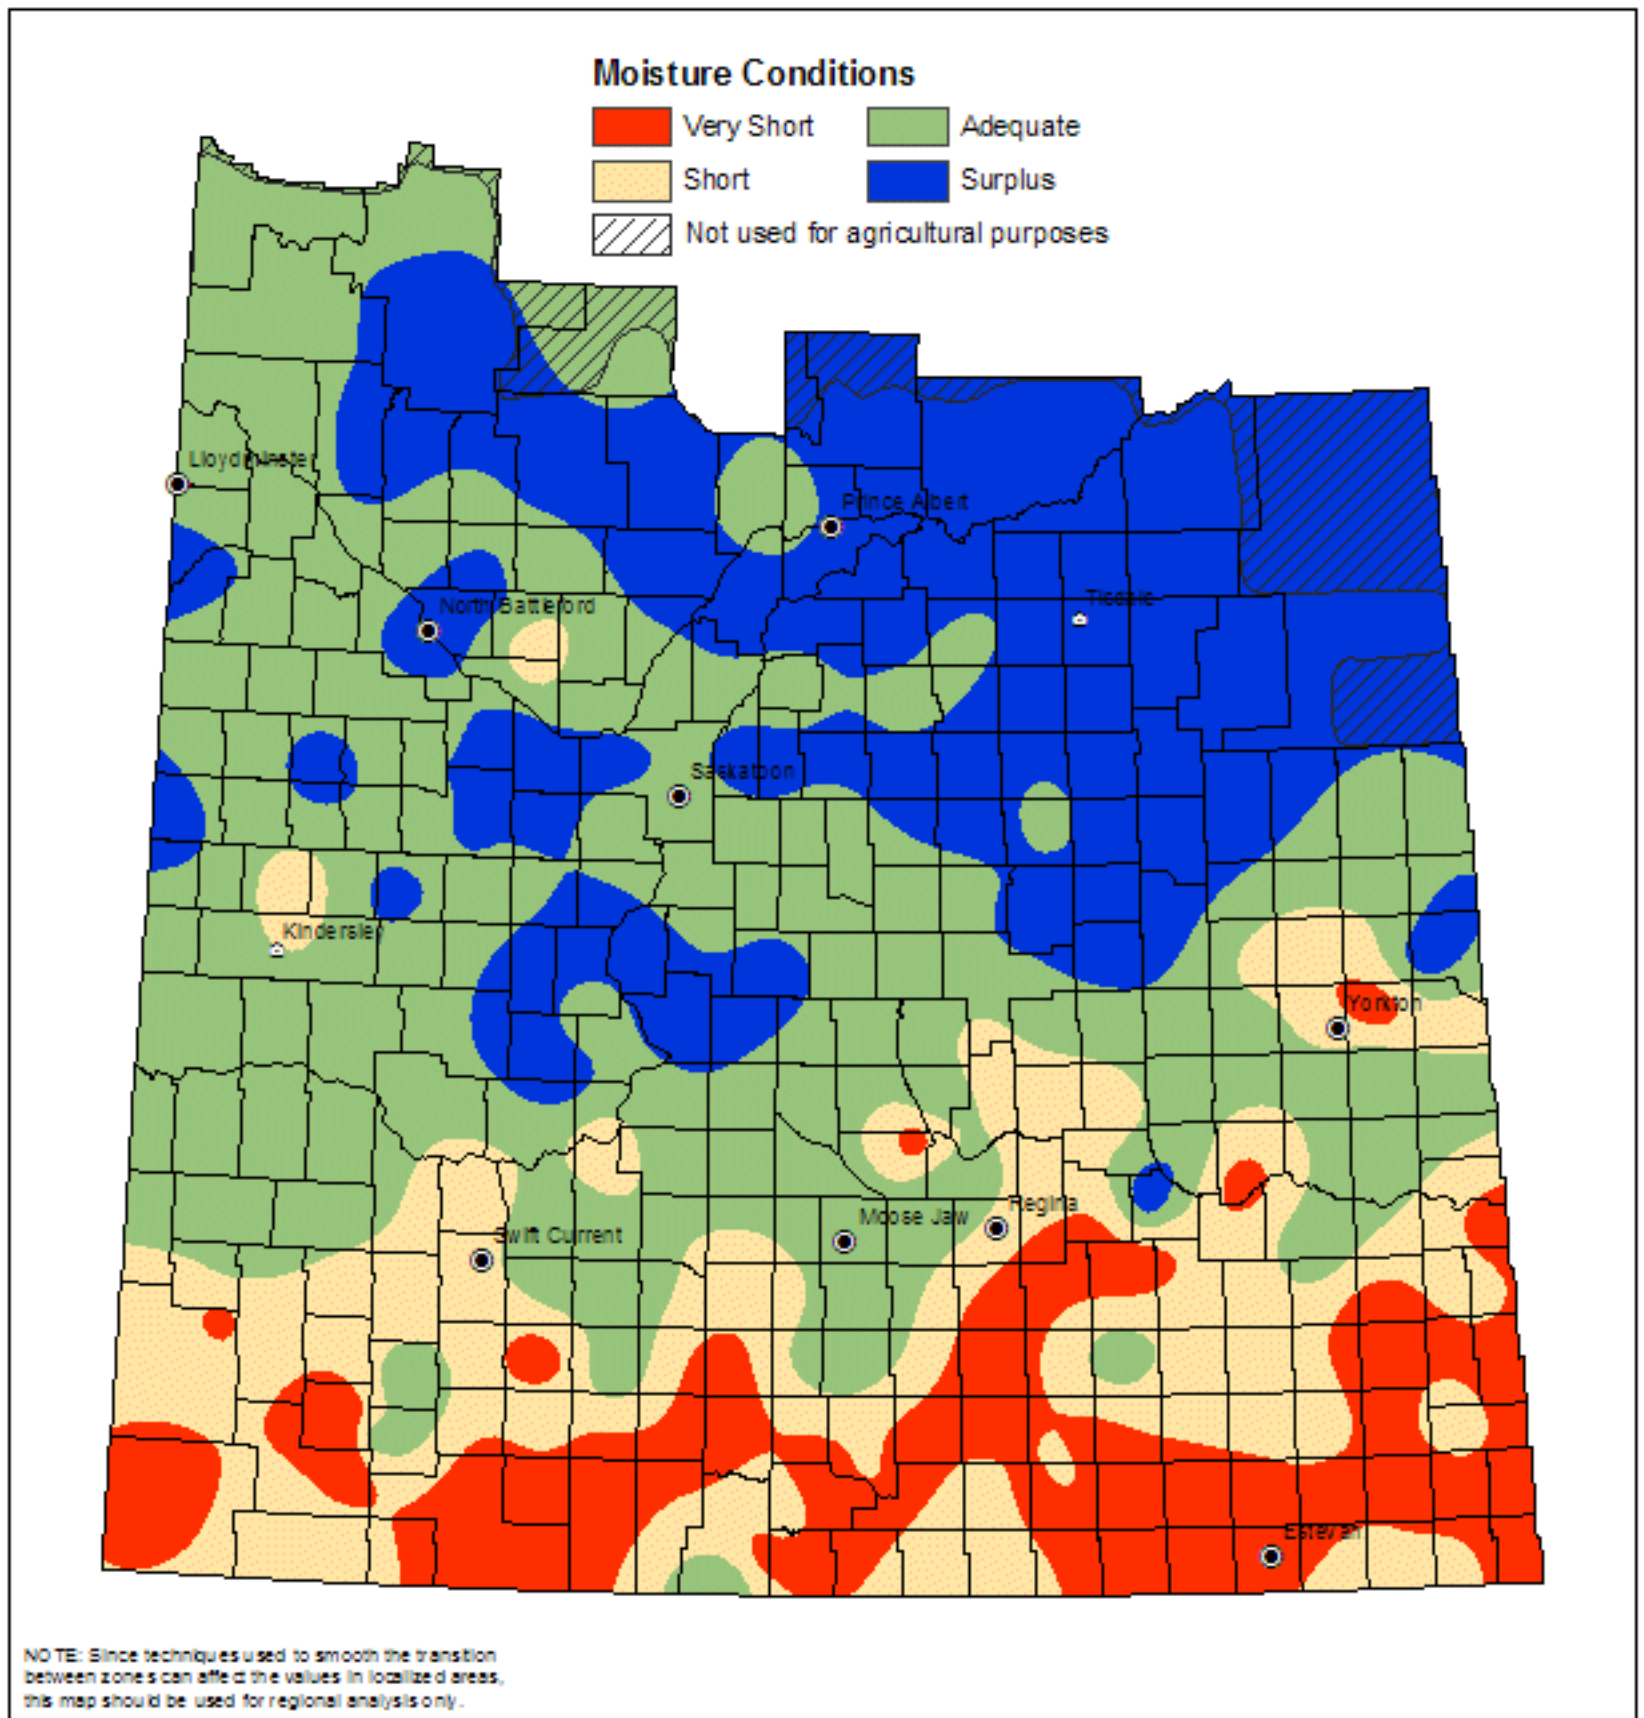 Moisture Conditions
Very Short
Adequate
Short
Surplus
Not used for agricultural purposes
Lloydminster
Prince Albert
Tisdale
North Battleford
Saskatoon
Kindersley
Yorkton
Regina
Moose Jaw
Swift Current
Estevan
NOTE: Since techniques used to smooth the transition
between zones can affect the values in localized areas,
this map should be used for regional analysis only.